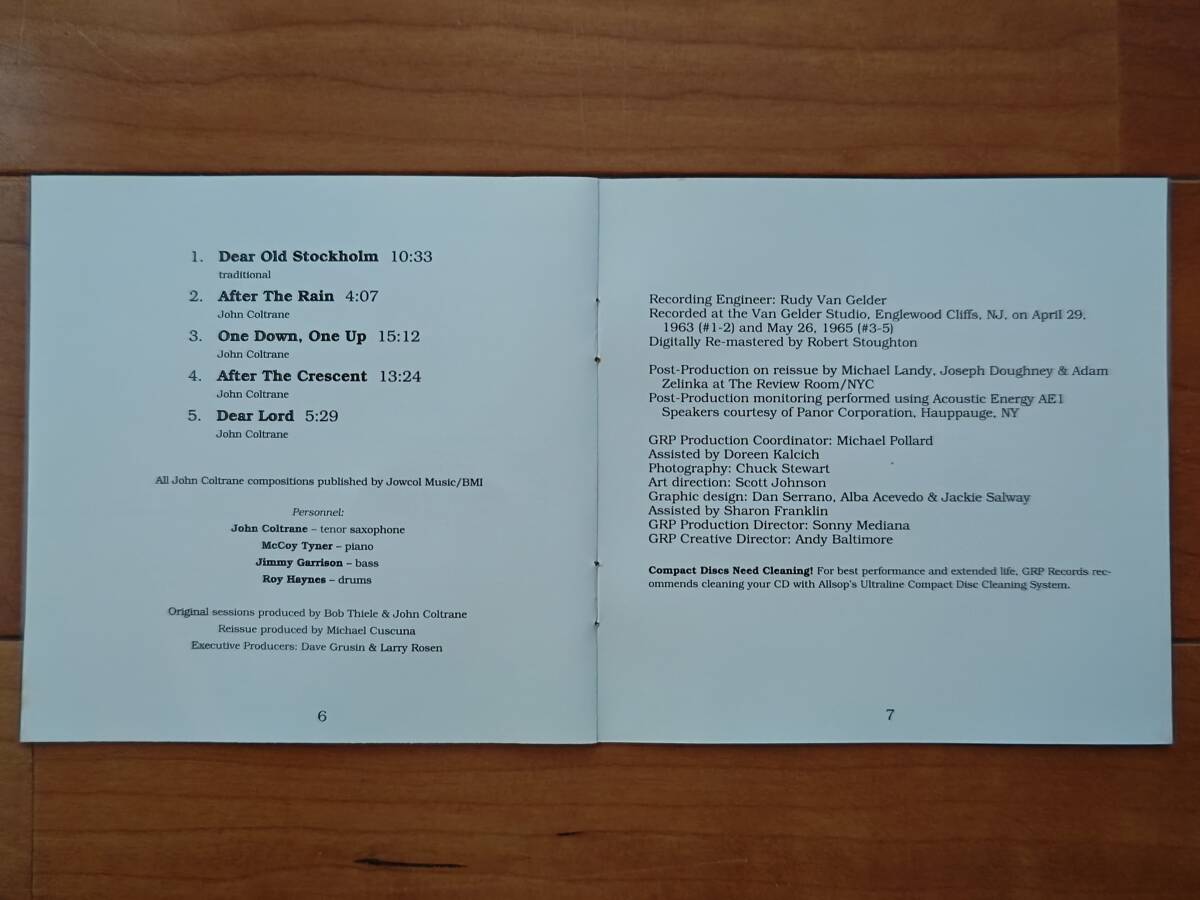 1. Dear Old Stockholm 10:33
traditional
2. After The Rain 4:07
John Coltrane
3. One Down, One Up 15:12
John Coltrane
4. After The Crescent 13:24
John Coltrane
5. Dear Lord 5:29
John Coltrane
All John Coltrane compositions published by Jowcol Music/BMI
Personnel:
John Coltrane – tenor saxophone
McCoy Tyner – piano
Jimmy Garrison – bass
Roy Haynes – drums
Original sessions produced by Bob Thiele & John Coltrane
Reissue produced by Michael Cuscuna
Executive Producers: Dave Grusin & Larry Rosen
6
Recording Engineer: Rudy Van Gelder
Recorded at the Van Gelder Studio, Englewood Cliffs, NJ, on April 29,
1963 (#1-2) and May 26, 1965 (#3-5)
Digitally Re-mastered by Robert Stoughton
Post-Production on reissue by Michael Landy, Joseph Doughney & Adam
Zelinka at The Review Room/NYC
Post-Production monitoring performed using Acoustic Energy AE1
Speakers courtesy of Panor Corporation, Hauppauge, NY
GRP Production Coordinator: Michael Pollard
Assisted by Doreen Kalcich
Photography: Chuck Stewart
Art direction: Scott Johnson
Graphic design: Dan Serrano, Alba Acevedo & Jackie Salway
Assisted by Sharon Franklin
GRP Production Director: Sonny Mediana
GRP Creative Director: Andy Baltimore
Compact Discs Need Cleaning! For best performance and extended life, GRP Records rec-
ommends cleaning your CD with Allsop's Ultraline Compact Disc Cleaning System.
7